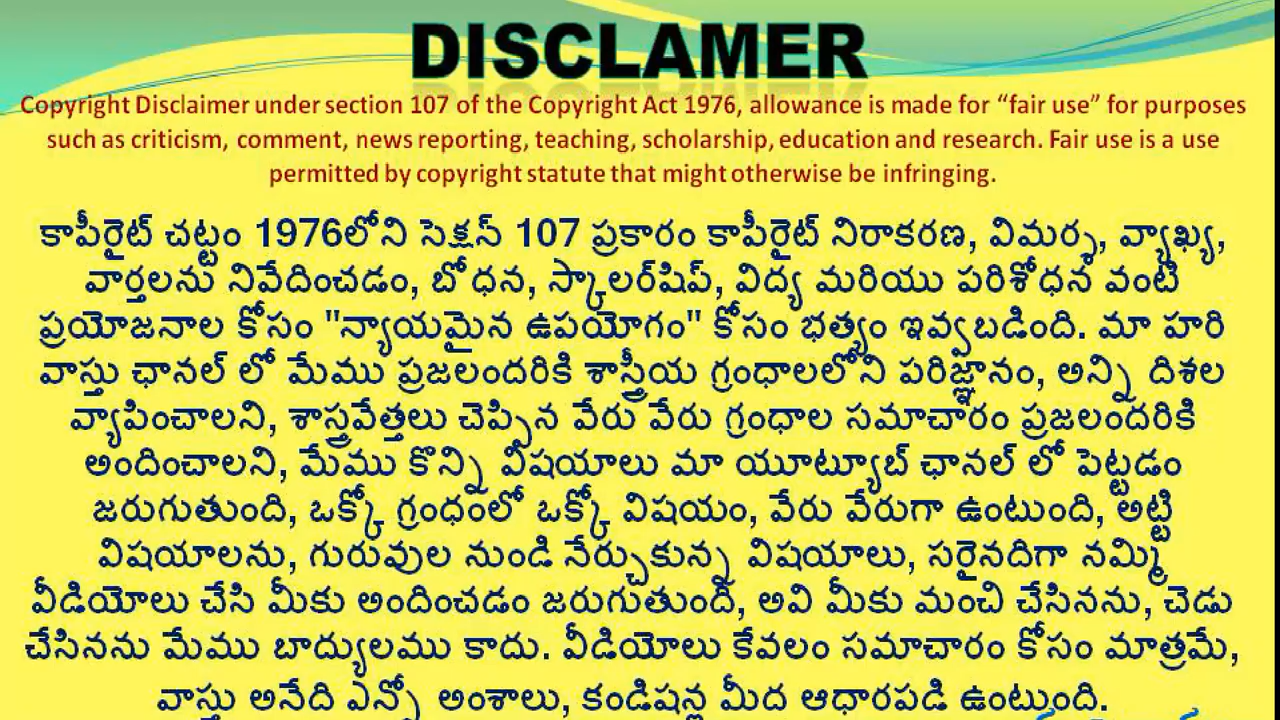 DISCLAMER
Copyright Disclaimer under section 107 of the Copyright Act 1976, allowance is made for “fair use” for purposes
such as criticism, comment, news reporting, teaching, scholarship, education and research. Fair use is a use
permitted by copyright statute that might otherwise be infringing.
కాపీరైట్ చట్టం 1976లోని సెక్షన్ 107 ప్రకారం కాపీరైట్ నిరాకరణ, విమర్శ, వ్యాఖ్య,
వార్తలను నివేదించడం, బోధన, స్కాలర్‌షిప్, విద్య మరియు పరిశోధన వంటి
ప్రయోజనాల కోసం "న్యాయమైన ఉపయోగం" కోసం భత్యం ఇవ్వబడింది. మా హరి
వాస్తు ఛానల్ లో మేము ప్రజలందరికి శాస్త్రీయ గ్రంధాలలోని పరిజ్ఞానం, అన్ని దిశల
వ్యాపించాలని, శాస్త్రవేత్తలు చెప్పిన వేరు వేరు గ్రంధాల సమాచారం ప్రజలందరికి
అందించాలని, మేము కొన్ని విషయాలు మా యూట్యూబ్ ఛానల్ లో పెట్టడం
జరుగుతుంది, ఒక్కో గ్రంధంలో ఒక్కో విషయం, వేరు వేరుగా ఉంటుంది, అట్టి
విషయాలను, గురువుల నుండి నేర్చుకున్న విషయాలు, సరైనదిగా నమ్మి
వీడియోలు చేసి మీకు అందించడం జరుగుతుంది, అవి మీకు మంచి చేసినను, చెడు
చేసినను మేము బాద్యులము కాదు. వీడియోలు కేవలం సమాచారం కోసం మాత్రమే,
వాస్తు అనేది ఎన్నో అంశాలు, కండిషన్ల మీద ఆధారపడి ఉంటుంది.